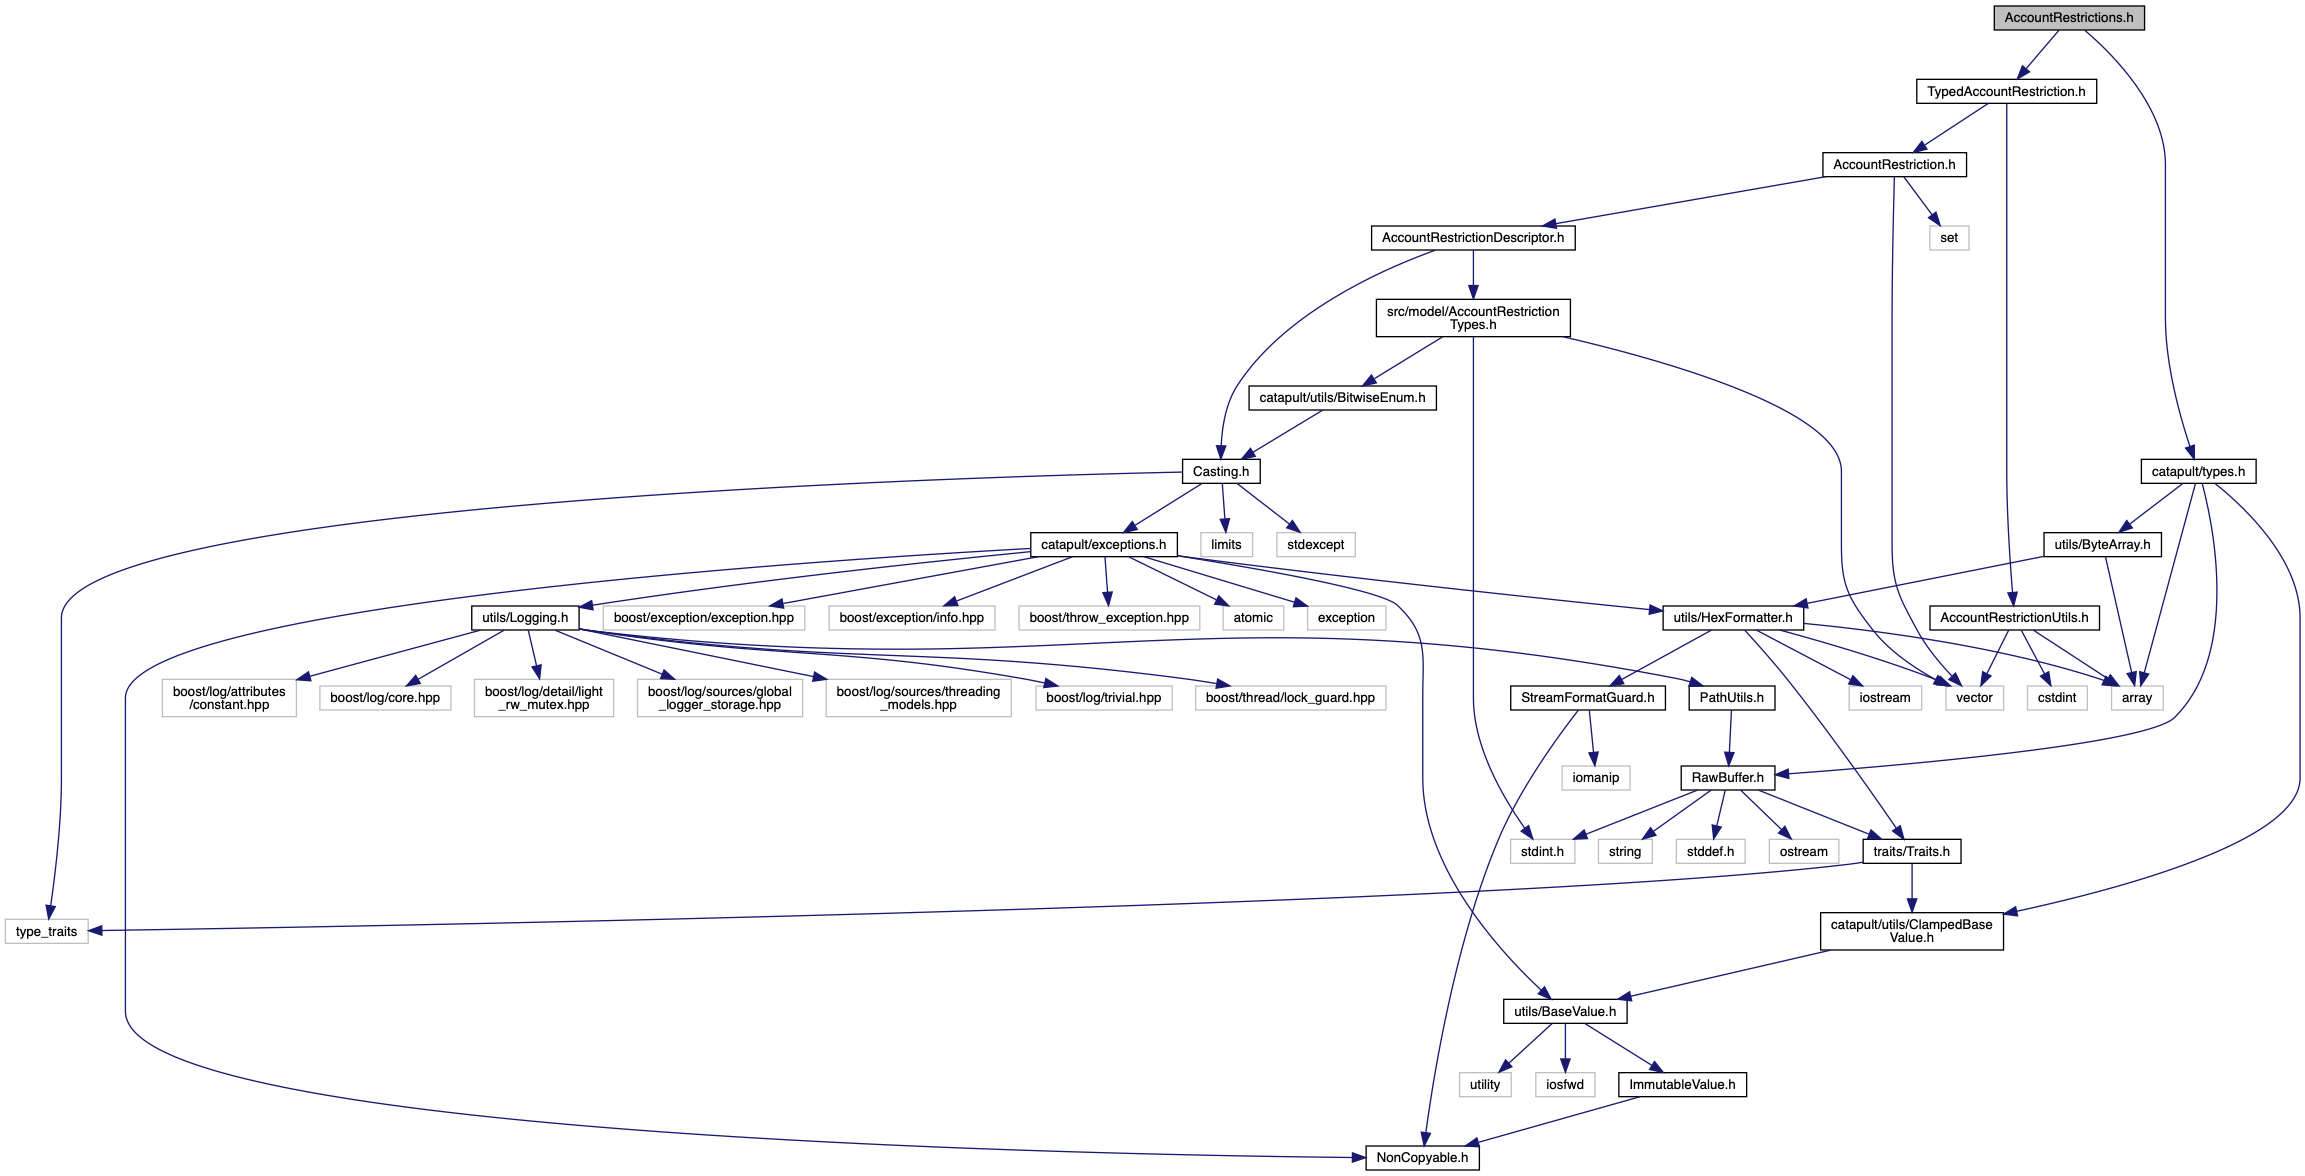 AccountRestrictions.h
TypedAccountRestriction.h
AccountRestriction.h
AccountRestrictionDescriptor.h
set
src/model/AccountRestriction
Types.h
catapult/utils/BitwiseEnum.h
Casting.h
catapult/types.h
catapult/exceptions.h
limits
stdexcept
utils/ByteArray.h
utils/Logging.h
boost/exception/exception.hpp
boost/exception/info.hpp
boost/throw_exception.hpp
atomic
exception
utils/HexFormatter.h
AccountRestrictionUtils.h
boost/log/attributes
/constant.hpp
boost/log/core.hpp
boost/log/detail/light
_rw_mutex.hpp
boost/log/sources/global
_logger_storage.hpp
boost/log/sources/threading
_models.hpp
boost/log/trivial.hpp
boost/thread/lock_guard.hpp
StreamFormatGuard.h
PathUtils.h
iostream
vector
cstdint
array
iomanip
RawBuffer.h
stdint.h
string
stddef.h
ostream
traits/Traits.h
type_traits
catapult/utils/ClampedBase
Value.h
utils/BaseValue.h
utility
iosfwd
ImmutableValue.h
NonCopyable.h